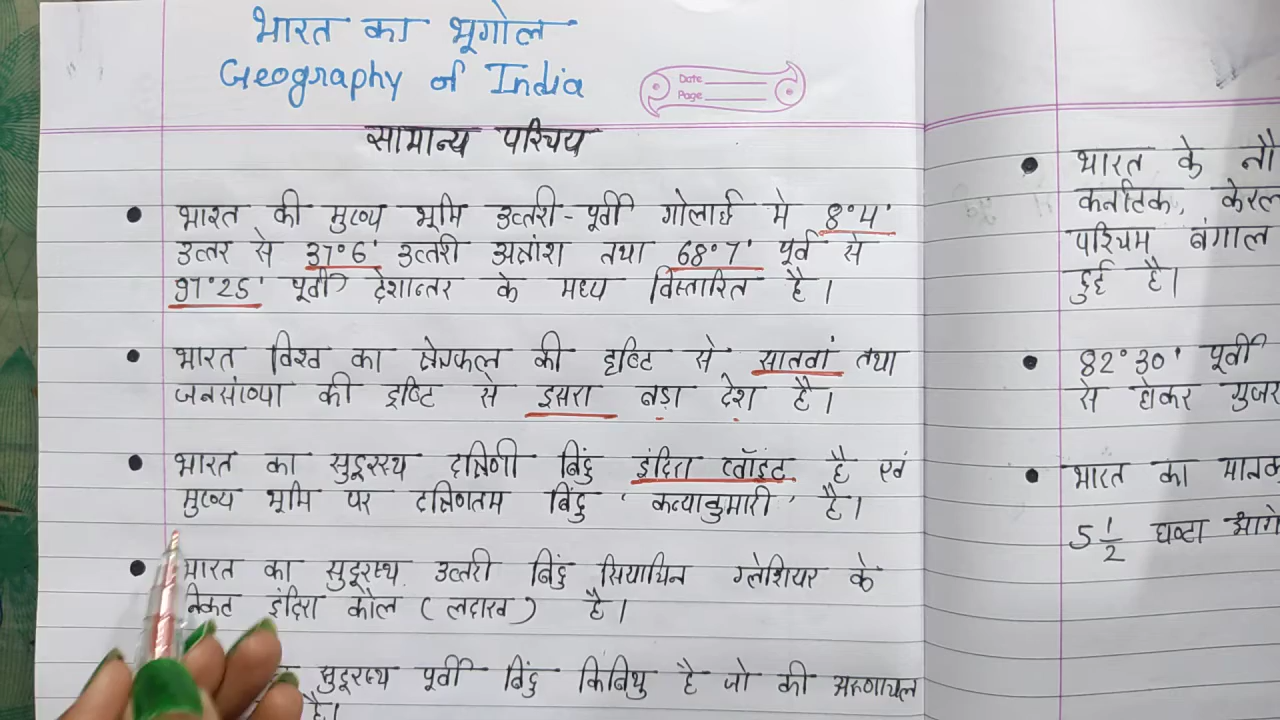 भारत का भूगोल
Geography of India
Date
Page
सामान्य परिचय
भारत की मुख्य भूमि उत्तरी-पूर्वी गोलार्द्ध मे 8°4'
उत्तर से 37°6' उत्तरी अक्षांश तथा 68°7' पूर्व से
97°25' पूर्वी देशान्तर के मध्य विस्तारित है।
भारत विश्व का क्षेत्रफल की दृष्टि से सातवां तथा
जनसंख्या की दृष्टि से दूसरा बड़ा देश है।
भारत का सुदूरस्थ दक्षिणी बिंदु इंदिरा प्वॉइंट है एवं
मुख्य भूमि पर दक्षिणतम बिंदु 'कन्याकुमारी' है।
भारत का सुदूरस्थ उत्तरी बिंदु सियाचिन ग्लेशियर के
निकट इंदिरा कौल (लद्दाख) है।
सुदूरस्थ पूर्वी बिंदु किबिथु है जो की अरुणाचल
है।
भारत के नौ
कर्नाटक, केरल
पश्चिम बंगाल
हुई है।
82°30' पूर्वी
से होकर गुजर
भारत का मानक
5 1/2 घण्टा आगे